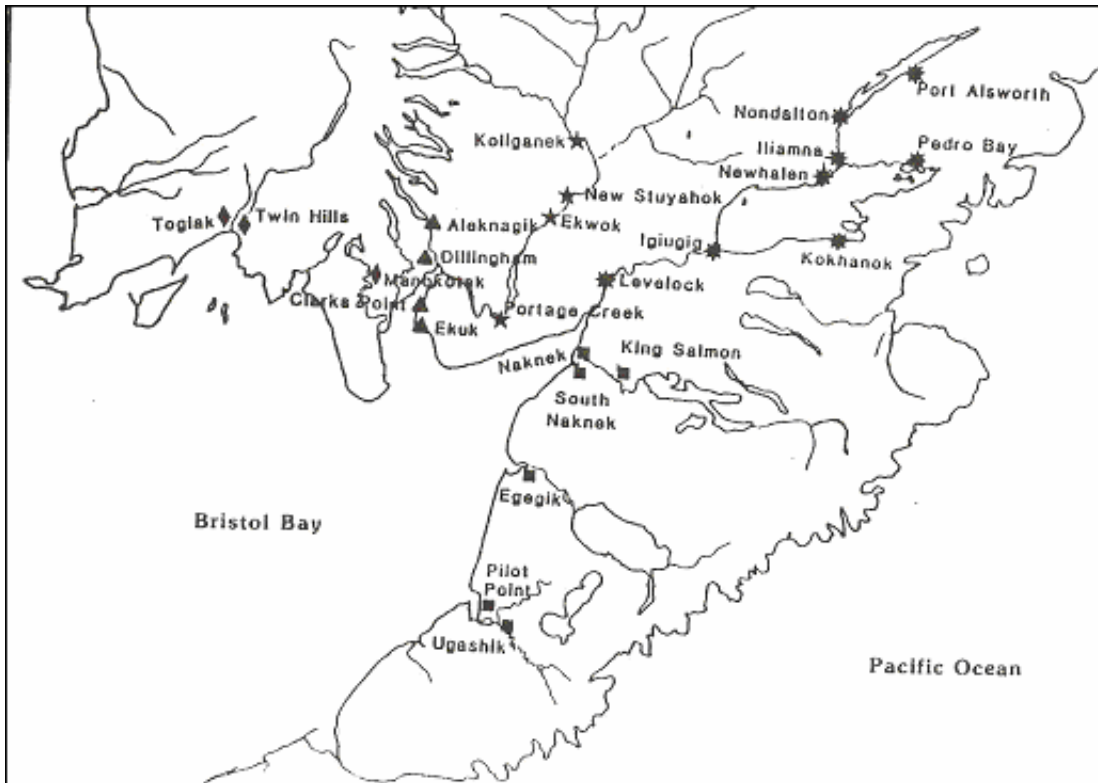 Port Alsworth
Nondalton
Koliganek
Iliamna
Pedro Bay
Newhalen
New Stuyahok
Togiak
Twin Hills
Aleknagik
Ekwok
Igiugig
Kokhanok
Dillingham
Manokotak
Levelock
Clarks Point
Portage Creek
Ekuk
King Salmon
Naknek
South
Naknek
Egegik
Bristol Bay
Pilot
Point
Ugashik
Pacific Ocean